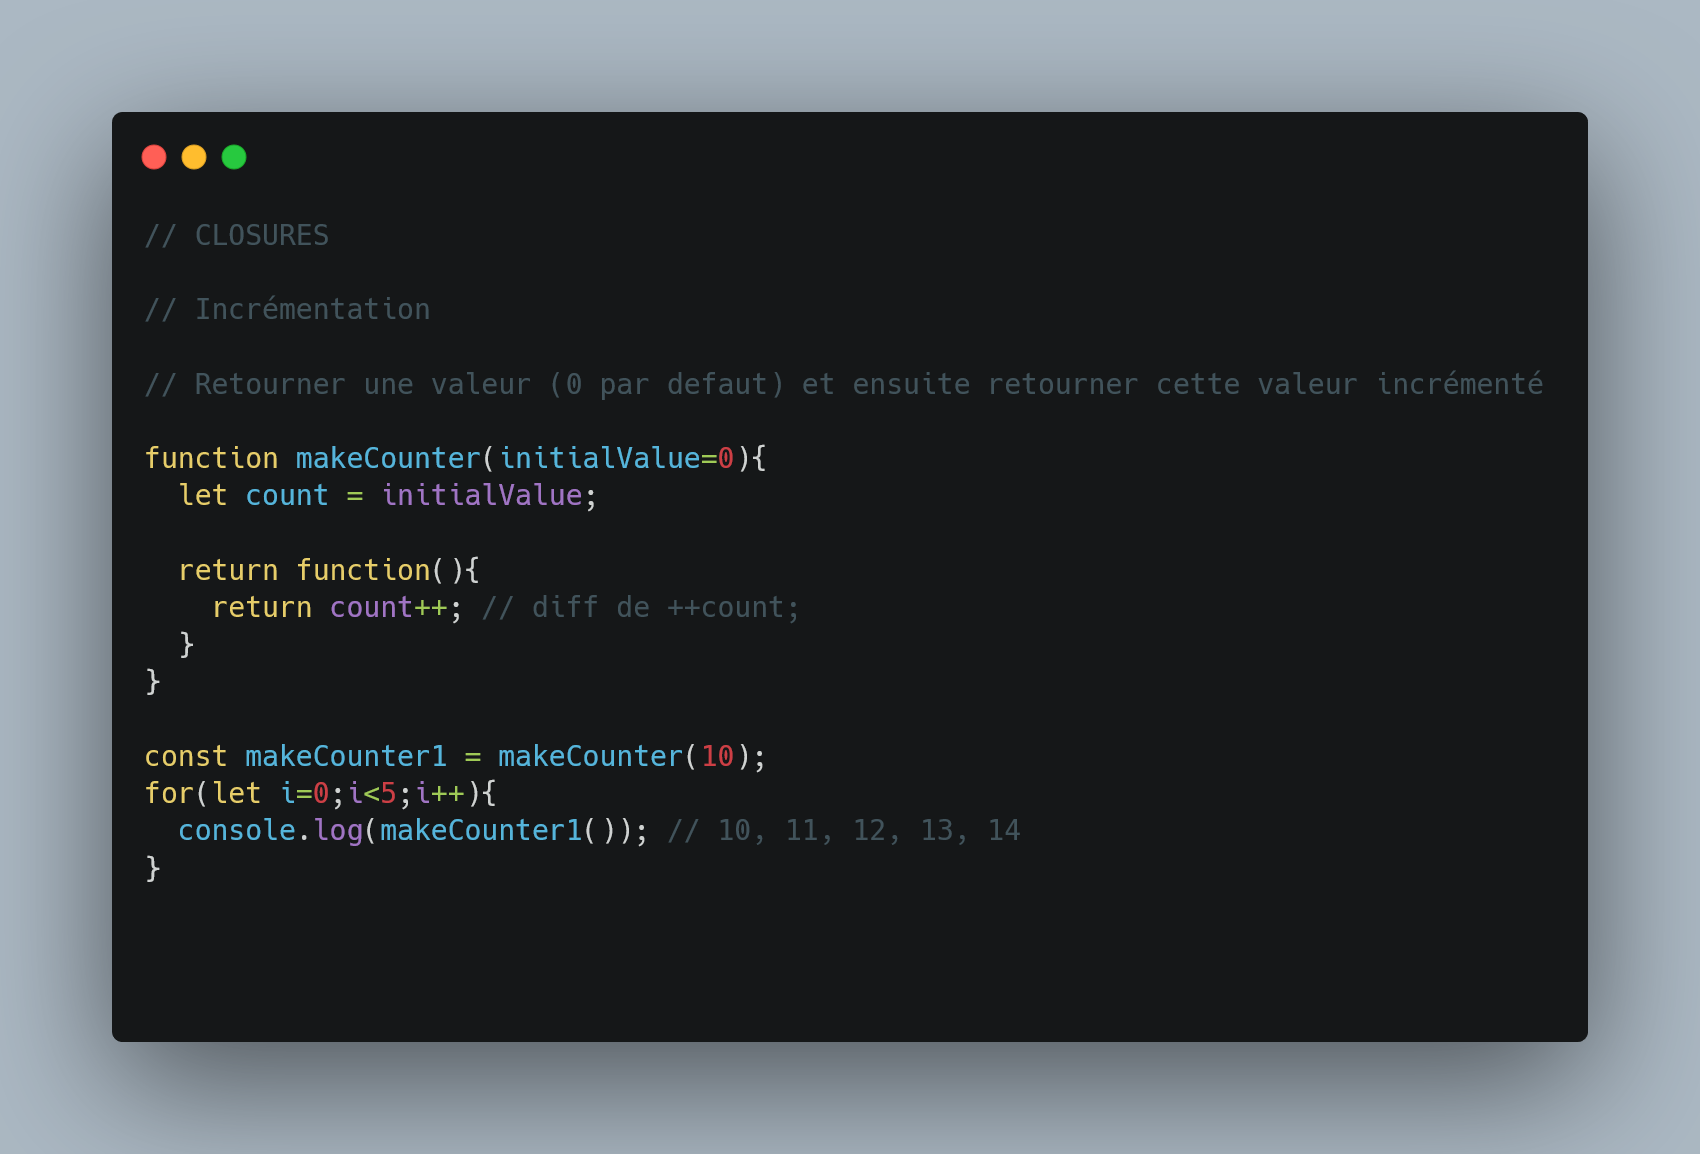 // CLOSURES
// Incrémentation
// Retourner une valeur (0 par defaut) et ensuite retourner cette valeur incrémenté
function makeCounter(initialValue=0){
  let count = initialValue;
  return function(){
    return count++; // diff de ++count;
  }
}
const makeCounter1 = makeCounter(10);
for(let i=0;i<5;i++){
  console.log(makeCounter1()); // 10, 11, 12, 13, 14
}